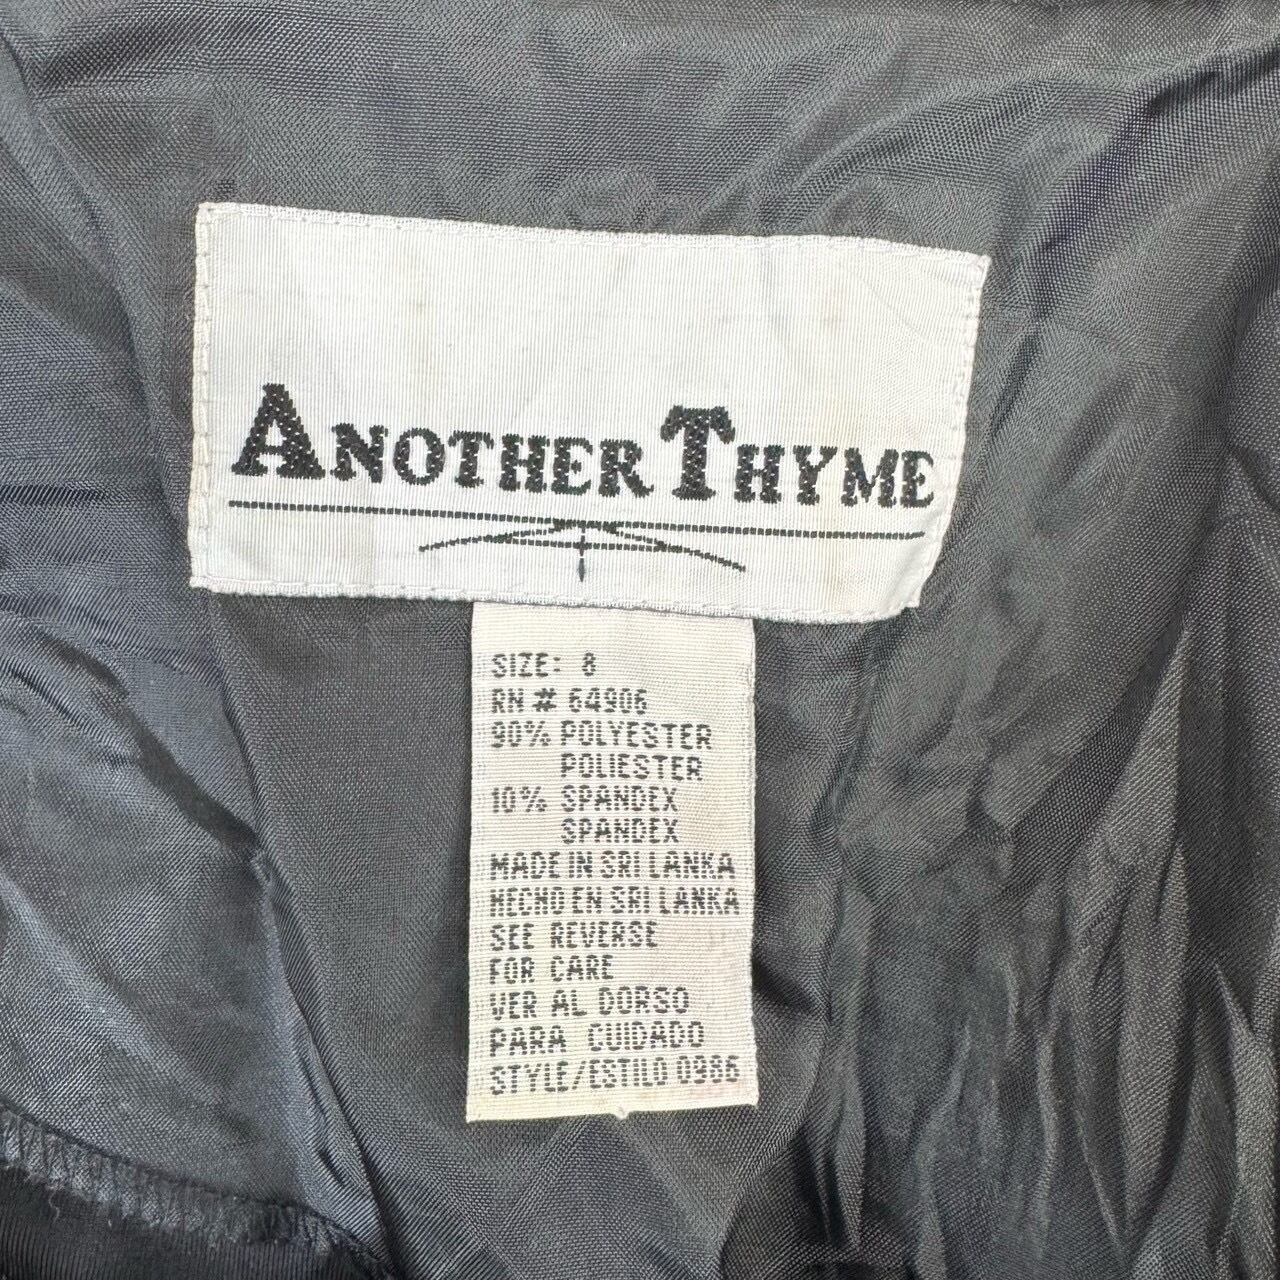 ANOTHER THYME
SIZE: 8
RN # 64906
90% POLYESTER
POLIESTER
10% SPANDEX
SPANDEX
MADE IN SRI LANKA
HECHO EN SRI LANKA
SEE REVERSE
FOR CARE
VER AL DORSO
PARA CUIDADO
STYLE/ESTILO 0986